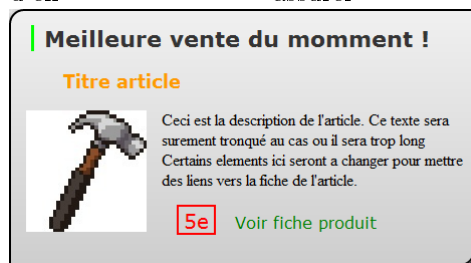 Meilleure vente du momment !
Titre article
Ceci est la description de l'article. Ce texte sera
surement tronqué au cas ou il sera trop long
Certains elements ici seront a changer pour mettre
des liens vers la fiche de l'article.
5e Voir fiche produit